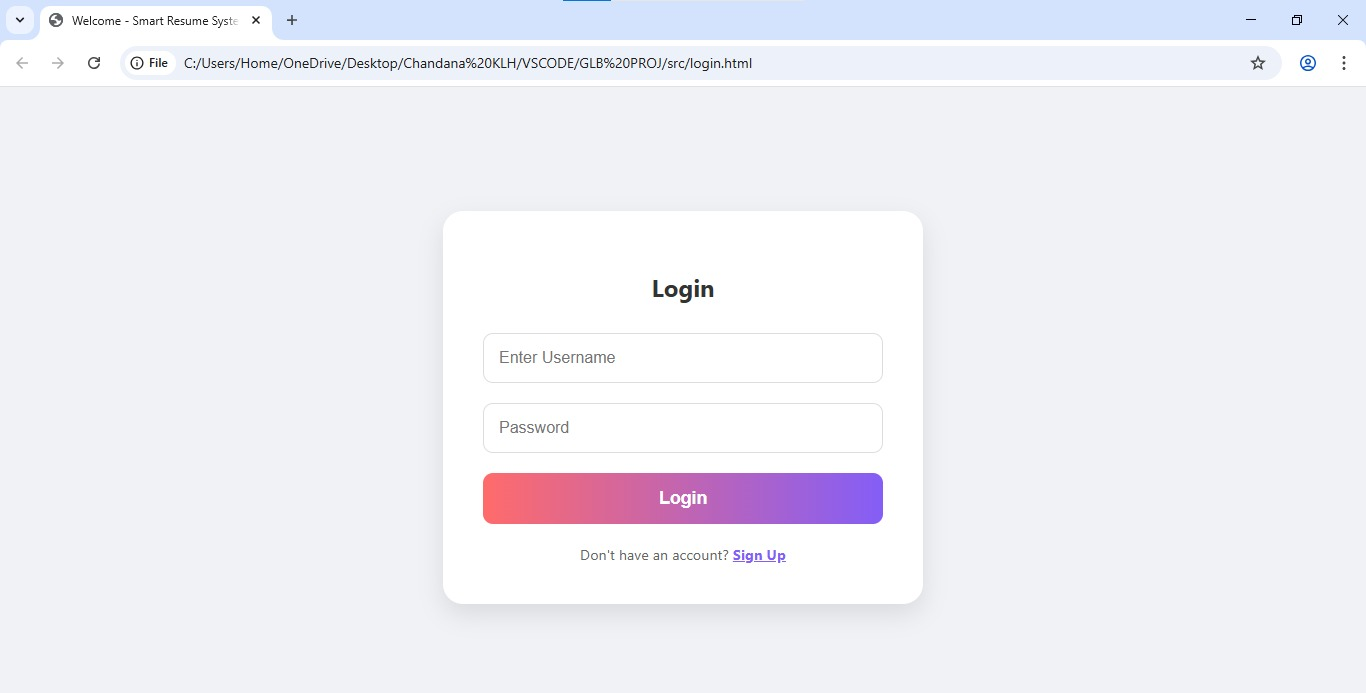 Welcome - Smart Resume Syste
File
C:/Users/Home/OneDrive/Desktop/Chandana%20KLH/VSCODE/GLB%20PROJ/src/login.html
Login
Enter Username
Password
Login
Don't have an account? Sign Up